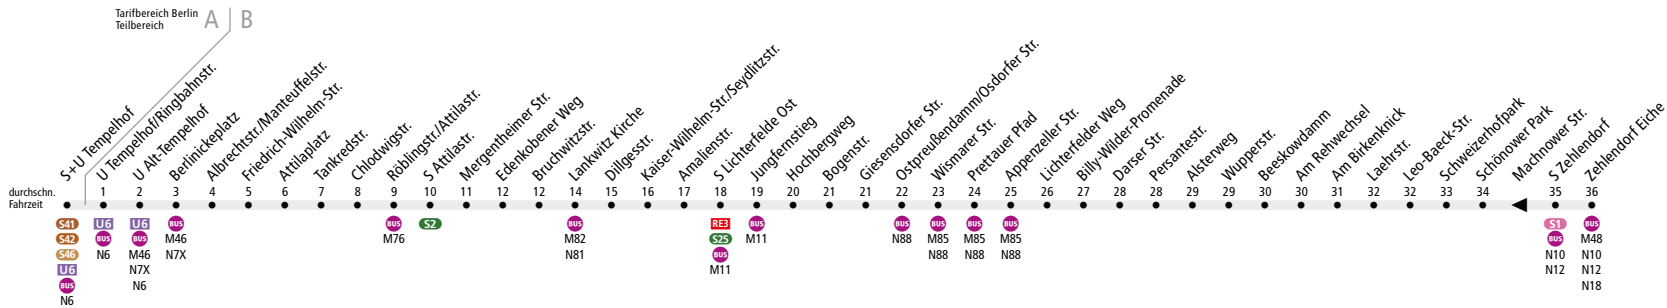 Tarifbereich Berlin
Teilbereich
A
B
S+U Tempelhof
U Tempelhof/Ringbahnstr.
U Alt-Tempelhof
Berlinickeplatz
Albrechtstr./Manteuffelstr.
Friedrich-Wilhelm-Str.
Attilaplatz
Tankredstr.
Chlodwigstr.
Röblingstr./Attilastr.
S Attilastr.
Mergentheimer Str.
Edenkobener Weg
Bruchwitzstr.
Lankwitz Kirche
Dillgesstr.
Kaiser-Wilhelm-Str./Seydlitzstr.
Amalienstr.
S Lichterfelde Ost
Jungfernstieg
Hochbergweg
Bogenstr.
Giesensdorfer Str.
Ostpreußendamm/Osdorfer Str.
Wismarer Str.
Prettauer Pfad
Appenzeller Str.
Lichterfelder Weg
Billy-Wilder-Promenade
Darser Str.
Persantestr.
Alsterweg
Wupperstr.
Beeskowdamm
Am Rehwechsel
Am Birkenknick
Laehrstr.
Leo-Baeck-Str.
Schweizerhofpark
Schönower Park
Machnower Str.
S Zehlendorf
Zehlendorf Eiche
durchschn.
Fahrzeit
1 2 3 4 5 6 7 8 9 10 11 12 12 14 15 16 17 18 19 20 21 21 22 23 24 25 26 27 28 28 29 29 30 30 31 32 32 33 34 35 36
S41
S42
S46
U6
BUS
N6
U6
BUS
N6
U6
BUS
M46
N7X
N6
BUS
M46
N7X
BUS
M76
S2
BUS
M82
N81
RE3
S25
BUS
M11
BUS
M11
BUS
N88
BUS
M85
N88
BUS
M85
N88
BUS
M85
N88
S1
BUS
N10
N12
BUS
M48
N10
N12
N18